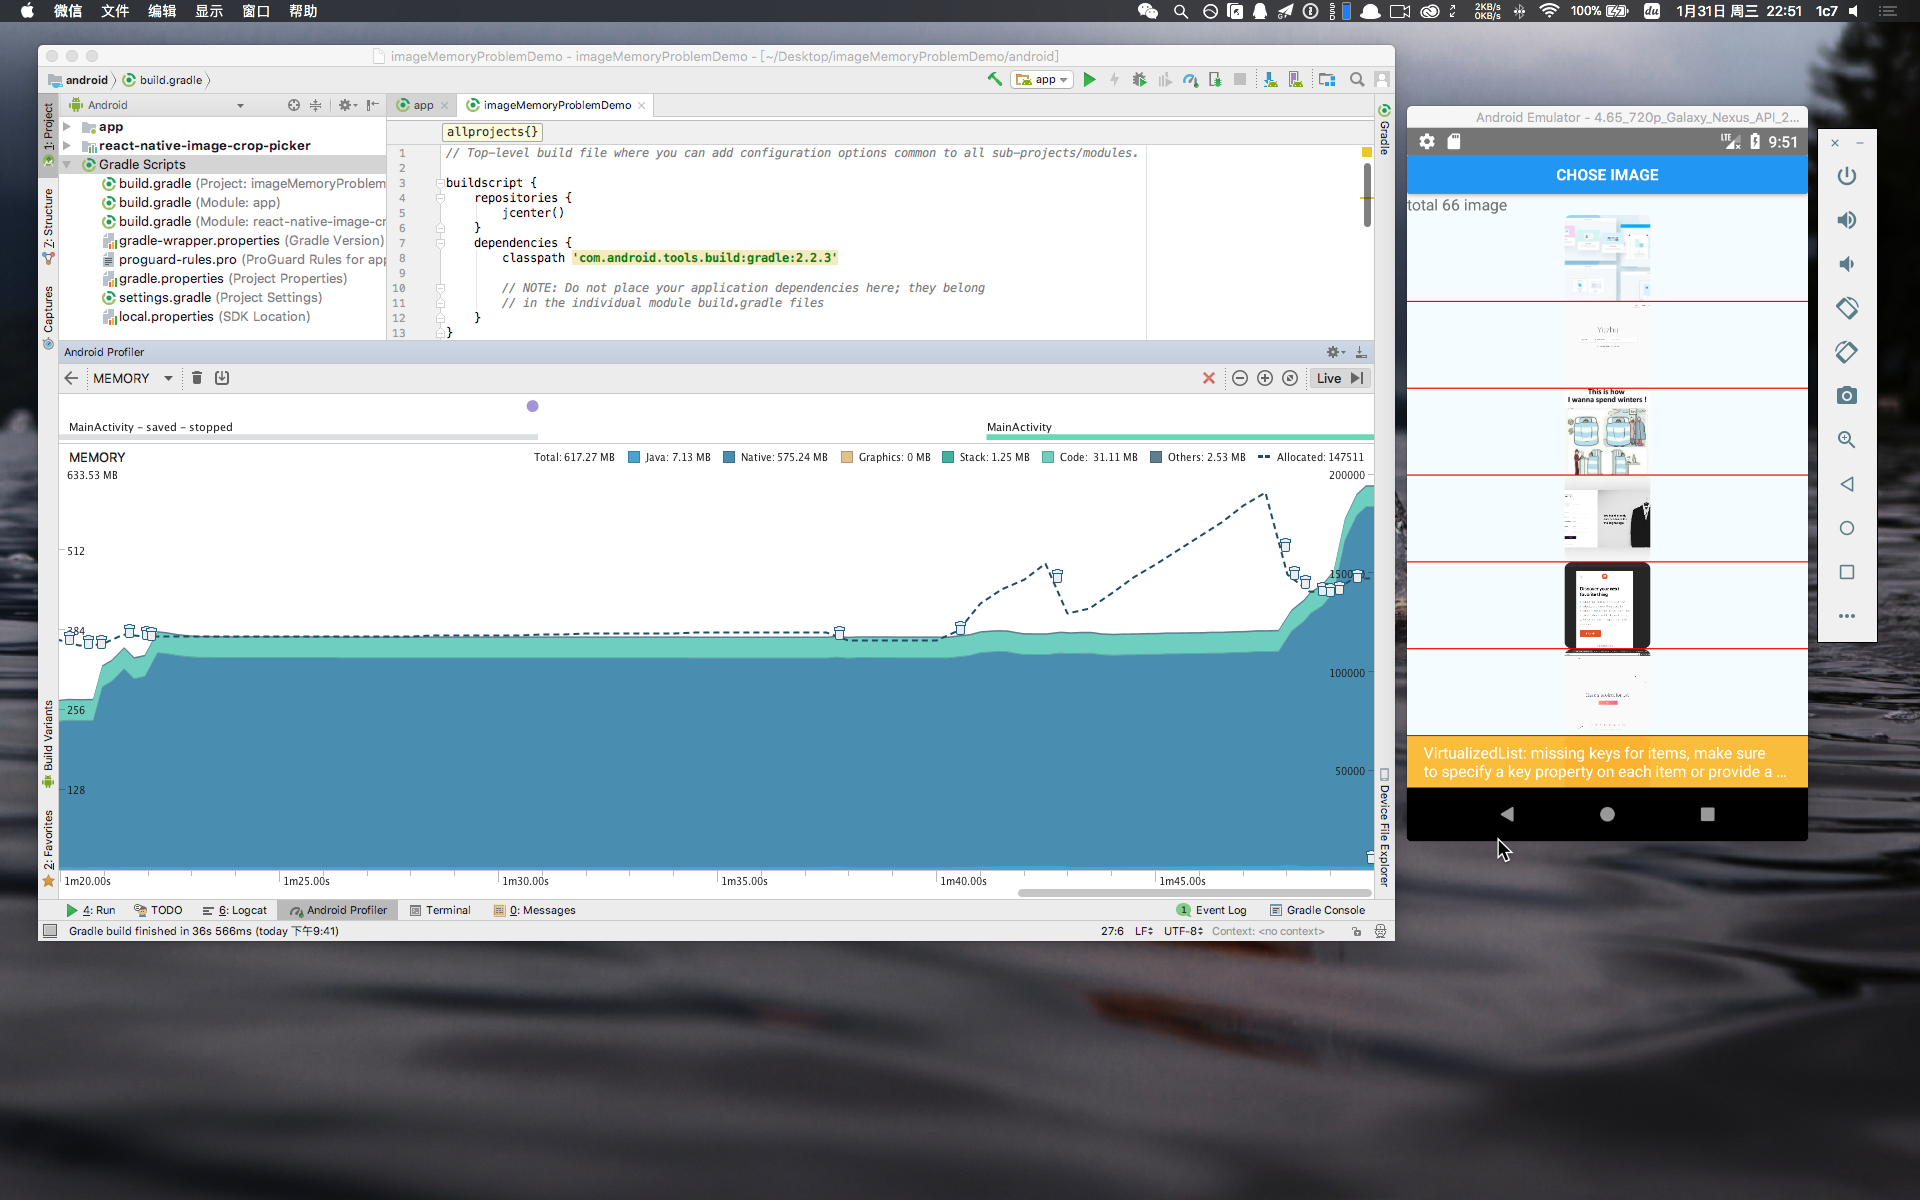 微信 文件 编辑 显示 窗口 帮助
2KB/s
0KB/s
100%
du
1月31日 周三 22:51 1c7
imageMemoryProblemDemo - imageMemoryProblemDemo - [~/Desktop/imageMemoryProblemDemo/android]
android build.gradle
app
Android
app imageMemoryProblemDemo
1: Project
Z: Structure
Captures
Build Variants
2: Favorites
app
react-native-image-crop-picker
Gradle Scripts
build.gradle (Project: imageMemoryProblem
build.gradle (Module: app)
build.gradle (Module: react-native-image-cr
gradle-wrapper.properties (Gradle Version)
proguard-rules.pro (ProGuard Rules for app
gradle.properties (Project Properties)
settings.gradle (Project Settings)
local.properties (SDK Location)
allprojects{}
1 // Top-level build file where you can add configuration options common to all sub-projects/modules.
2
3 buildscript {
4 repositories {
5 jcenter()
6 }
7 dependencies {
8 classpath 'com.android.tools.build:gradle:2.2.3'
9
10 // NOTE: Do not place your application dependencies here; they belong
11 // in the individual module build.gradle files
12 }
13 }
Gradle
Device File Explorer
Android Profiler
MEMORY
Live
MainActivity - saved - stopped
MainActivity
MEMORY
633.53 MB
Total: 617.27 MB Java: 7.13 MB Native: 575.24 MB Graphics: 0 MB Stack: 1.25 MB Code: 31.11 MB Others: 2.53 MB Allocated: 147511
200000
512
150000
384
100000
256
50000
128
1m20.00s 1m25.00s 1m30.00s 1m35.00s 1m40.00s 1m45.00s
4: Run TODO 6: Logcat Android Profiler Terminal 0: Messages
1 Event Log Gradle Console
Gradle build finished in 36s 566ms (today 下午9:41)
27:6 LF UTF-8 Context: <no context>
Android Emulator - 4.65_720p_Galaxy_Nexus_API_2...
LTE
9:51
CHOSE IMAGE
total 66 image
This is how
I wanna spend winters !
Discover your next
favorite thing
VirtualizedList: missing keys for items, make sure
to specify a key property on each item or provide a ...